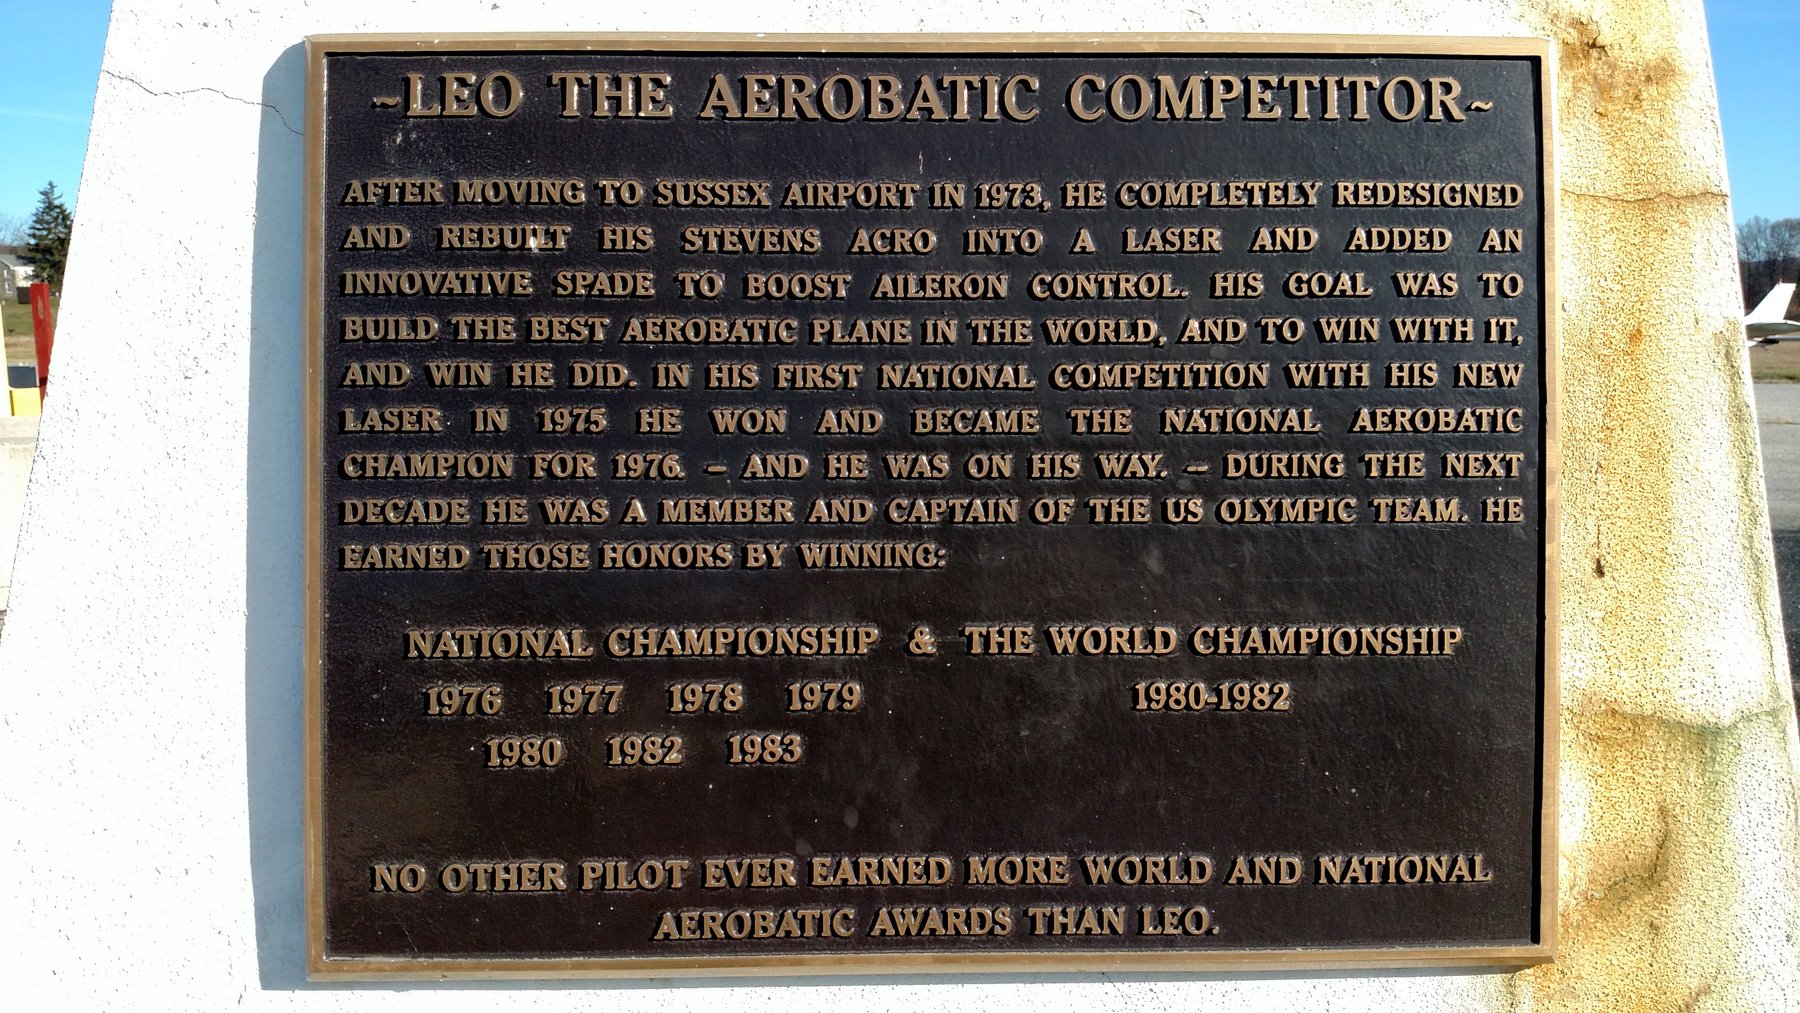 ~LEO THE AEROBATIC COMPETITOR~
AFTER MOVING TO SUSSEX AIRPORT IN 1973, HE COMPLETELY REDESIGNED
AND REBUILT HIS STEVENS ACRO INTO A LASER AND ADDED AN
INNOVATIVE SPADE TO BOOST AILERON CONTROL. HIS GOAL WAS TO
BUILD THE BEST AEROBATIC PLANE IN THE WORLD, AND TO WIN WITH IT,
AND WIN HE DID. IN HIS FIRST NATIONAL COMPETITION WITH HIS NEW
LASER IN 1975 HE WON AND BECAME THE NATIONAL AEROBATIC
CHAMPION FOR 1976. – AND HE WAS ON HIS WAY. – DURING THE NEXT
DECADE HE WAS A MEMBER AND CAPTAIN OF THE US OLYMPIC TEAM. HE
EARNED THOSE HONORS BY WINNING:
NATIONAL CHAMPIONSHIP & THE WORLD CHAMPIONSHIP
1976 1977 1978 1979 1980-1982
1980 1982 1983
NO OTHER PILOT EVER EARNED MORE WORLD AND NATIONAL
AEROBATIC AWARDS THAN LEO.